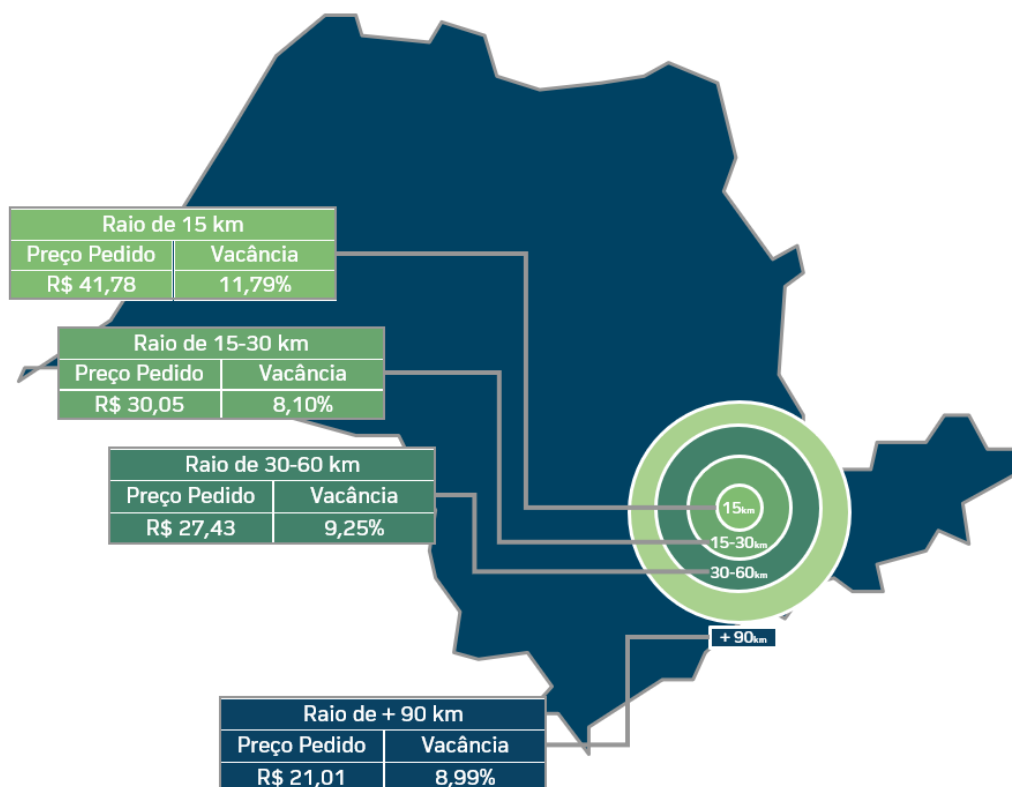 Raio de 15 km
Preço Pedido Vacância
R$ 41,78 11,79%
Raio de 15-30 km
Preço Pedido Vacância
R$ 30,05 8,10%
Raio de 30-60 km
Preço Pedido Vacância
R$ 27,43 9,25%
15km
15-30km
30-60km
+ 90km
Raio de + 90 km
Preço Pedido Vacância
R$ 21,01 8,99%